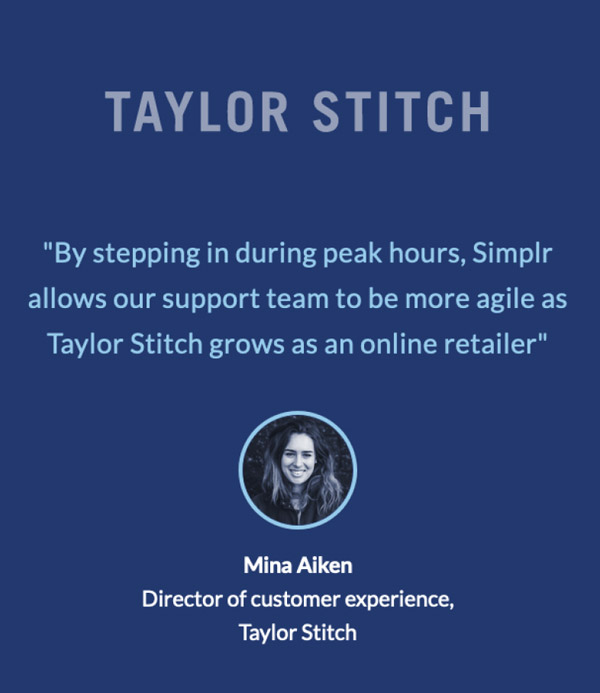 TAYLOR STITCH
"By stepping in during peak hours, Simplr
allows our support team to be more agile as
Taylor Stitch grows as an online retailer"
Mina Aiken
Director of customer experience,
Taylor Stitch